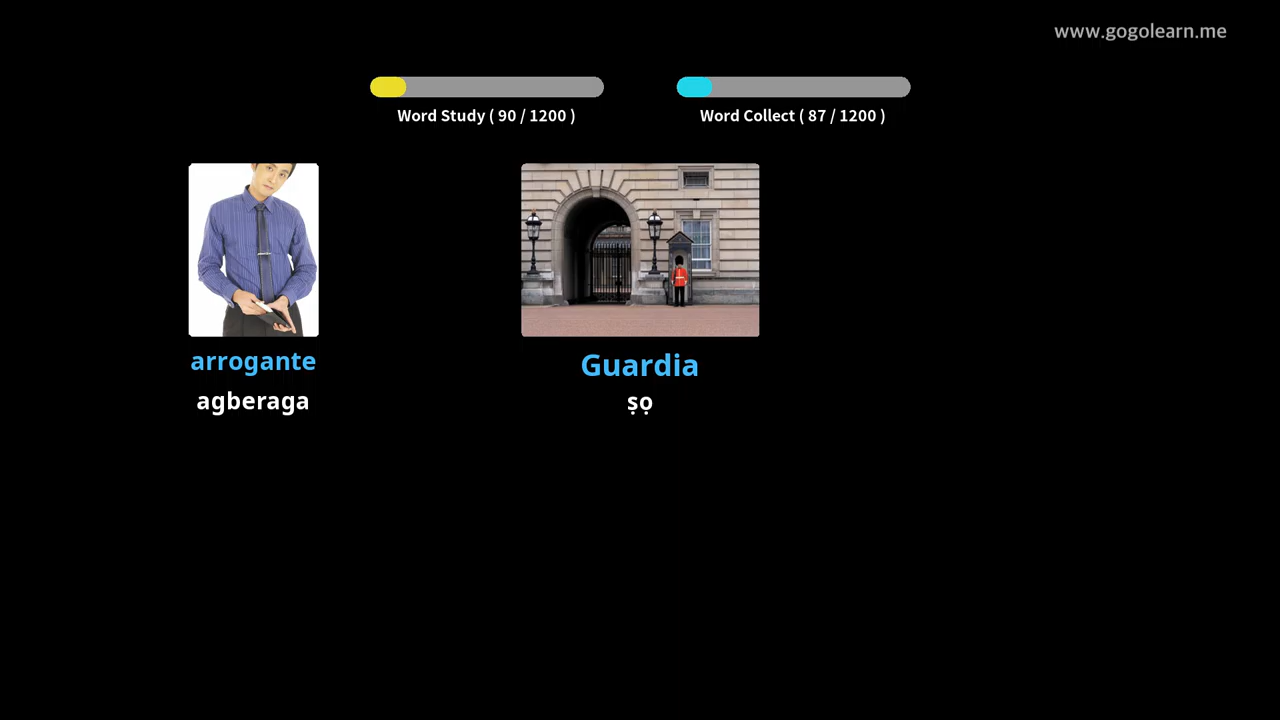 www.gogolearn.me
Word Study ( 90 / 1200 )
Word Collect ( 87 / 1200 )
arrogante
Guardia
agberaga
ṣọ